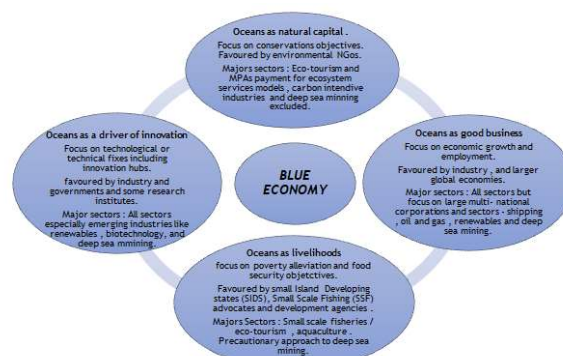 Oceans as natural capital .
Focus on conservations objectives.
Favoured by environmental NGos.
Majors sectors : Eco-tourism and
MPAs payment for ecosystem
services models , carbon intendive
industries and deep sea minning
excluded.
Oceans as a driver of innovation
Focus on technological or
technical fixes including
innovation hubs.
favoured by industry and
governments and some research
institutes.
Major sectors : All sectors
especially emerging industries like
renewables , biotechnology, and
deep sea mmining.
BLUE
ECONOMY
Oceans as good business
Focus on economic growth and
employment.
Favoured by industry , and larger
global economies.
Major sectors : All sectors but
focus on large multi- national
corporations and sectors - shipping
, oil and gas , renewables and deep
sea mining.
Oceans as livelihoods
focus on poverty alleviation and food
security objetctives.
Favoured by small Island Developing
states (SIDS), Small Scale Fishing (SSF)
advocates and development agencies .
Majors Sectors : Small scale fisheries /
eco-tourism , aquaculture .
Precautionary approach to deep sea
mining.